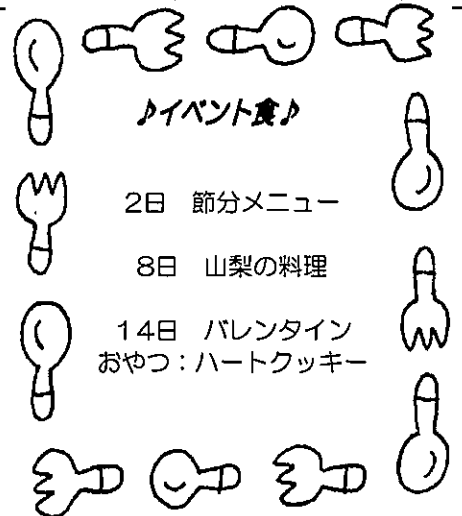 ♪イベント食♪
2日　節分メニュー
8日　山梨の料理
14日　バレンタイン
おやつ：ハートクッキー